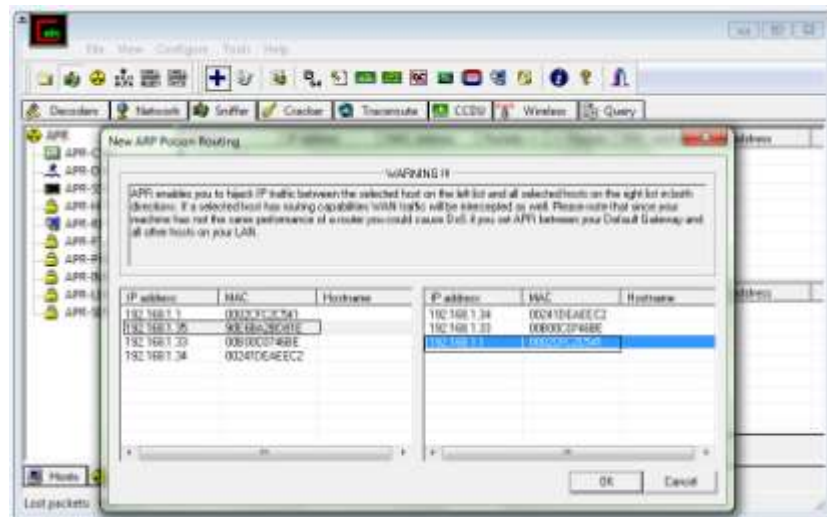 File View Configure Tools Help
Decoders Network Sniffer Cracker Traceroute CCDU Wireless Query
APR
New ARP Poison Routing
WARNING !!!
APR enables you to hijack IP traffic between the selected host on the left list and all selected hosts on the right list in both
directions. If a selected host has routing capabilities WAN traffic will be intercepted as well. Please note that since your
machine has not the same performance of a router you could cause DoS if you set APR between your Default Gateway and
all other hosts on your LAN.
IP address MAC Hostname
192.168.1.1
192.168.1.35
192.168.1.33 00B00C0746BE
192.168.1.34 00241DEAEEC2
IP address MAC Hostname
192.168.1.34 00241DEAEEC2
192.168.1.33 00B00C0746BE
192.168.1.1
OK Cancel
Hosts
Lost packets: